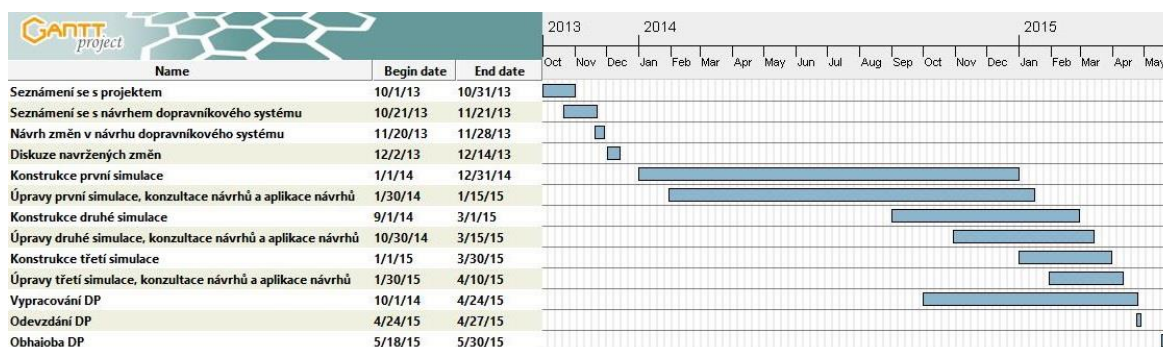 GANTT project
2013 2014 2015
Oct Nov Dec Jan Feb Mar Apr May Jun Jul Aug Sep Oct Nov Dec Jan Feb Mar Apr May
Name Begin date End date
Seznámení se s projektem 10/1/13 10/31/13
Seznámení se s návrhem dopravníkového systému 10/21/13 11/21/13
Návrh změn v návrhu dopravníkového systému 11/20/13 11/28/13
Diskuze navržených změn 12/2/13 12/14/13
Konstrukce první simulace 1/1/14 12/31/14
Úpravy první simulace, konzultace návrhů a aplikace návrhů 1/30/14 1/15/15
Konstrukce druhé simulace 9/1/14 3/1/15
Úpravy druhé simulace, konzultace návrhů a aplikace návrhů 10/30/14 3/15/15
Konstrukce třetí simulace 1/1/15 3/30/15
Úpravy třetí simulace, konzultace návrhů a aplikace návrhů 1/30/15 4/10/15
Vypracování DP 10/1/14 4/24/15
Odevzdání DP 4/24/15 4/27/15
Obhajoba DP 5/18/15 5/30/15